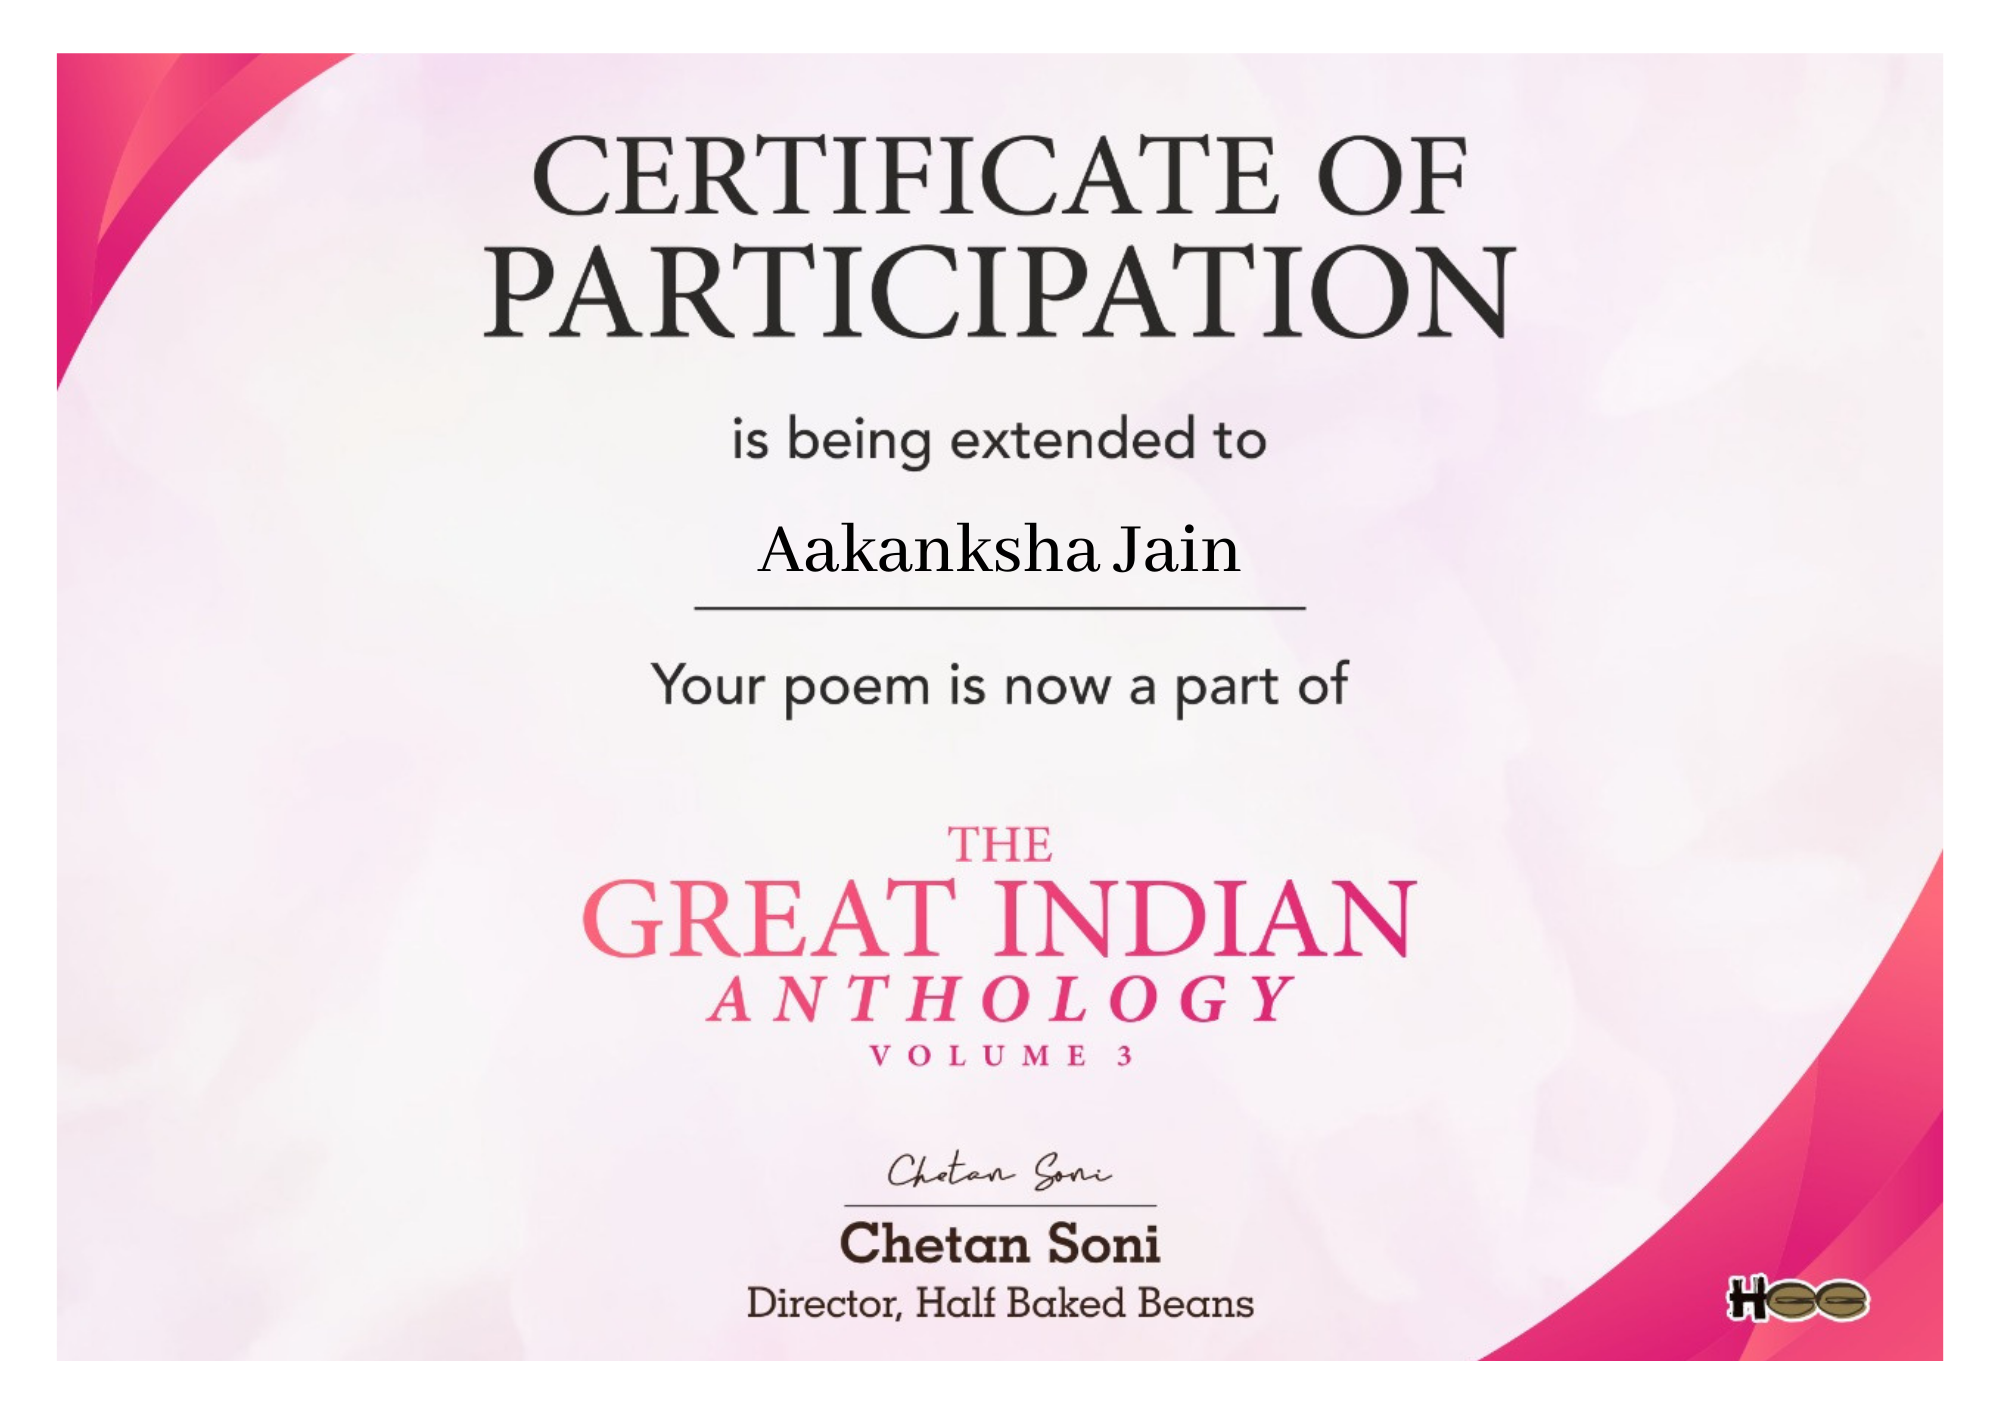 CERTIFICATE OF
PARTICIPATION
is being extended to
Aakanksha Jain
Your poem is now a part of
THE
GREAT INDIAN
ANTHOLOGY
VOLUME 3
Chetan Soni
Chetan Soni
Director, Half Baked Beans